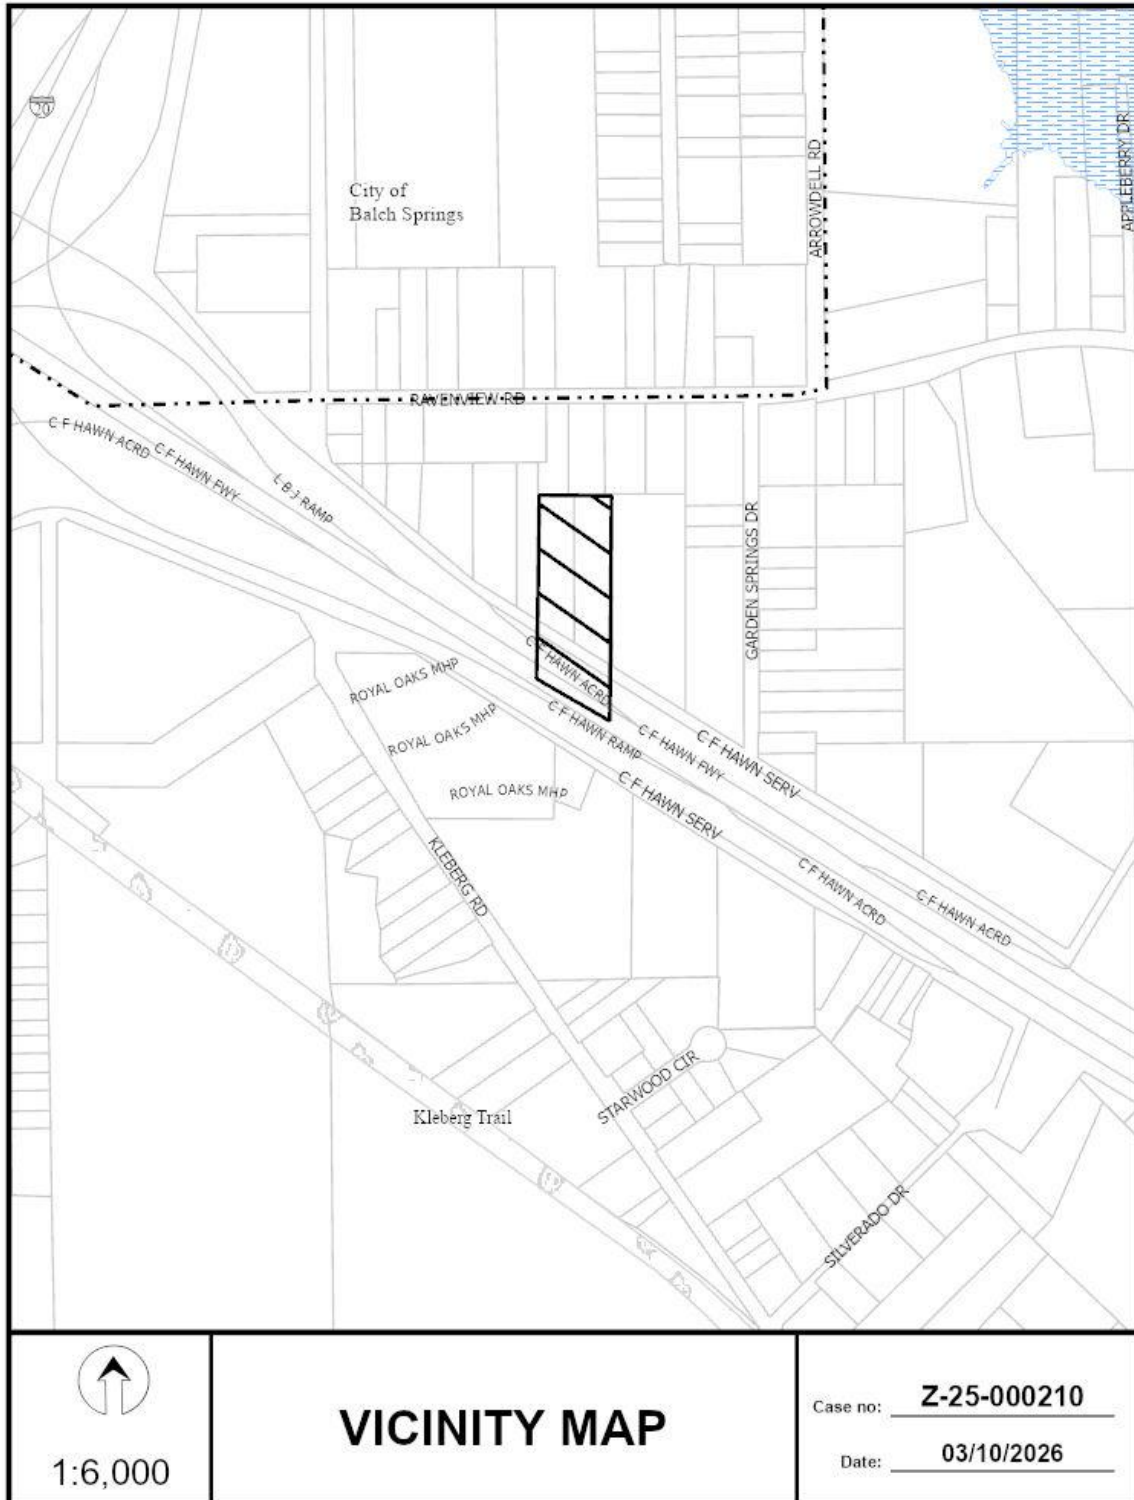 20
City of
Balch Springs
ARROWDELL RD
APPLEBERRY DR
RAVENVIEW RD
C F HAWN ACRD
C F HAWN FWY
L B J RAMP
GARDEN SPRINGS DR
C F HAWN ACRD
ROYAL OAKS MHP
ROYAL OAKS MHP
ROYAL OAKS MHP
C F HAWN RAMP
C F HAWN FWY
C F HAWN SERV
C F HAWN SERV
KLEBERG RD
C F HAWN ACRD
C F HAWN ACRD
STARWOOD CIR
Kleberg Trail
SILVERADO DR
1:6,000
VICINITY MAP
Case no: Z-25-000210
Date: 03/10/2026